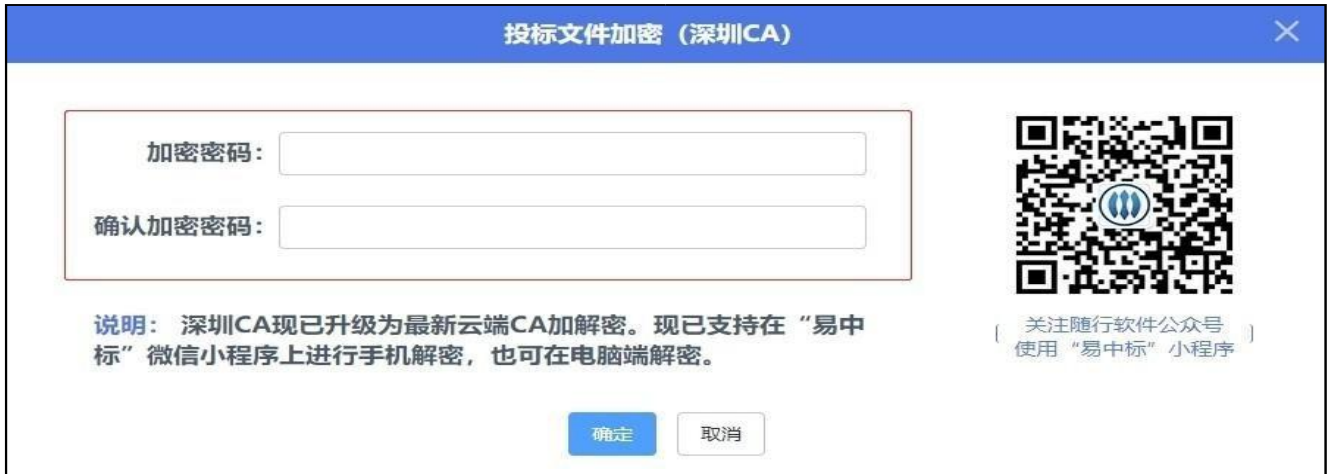 投标文件加密（深圳CA）
加密密码：
确认加密密码：
说明： 深圳CA现已升级为最新云端CA加解密。现已支持在“易中
标”微信小程序上进行手机解密，也可在电脑端解密。
关注随行软件公众号
使用“易中标”小程序
确定
取消